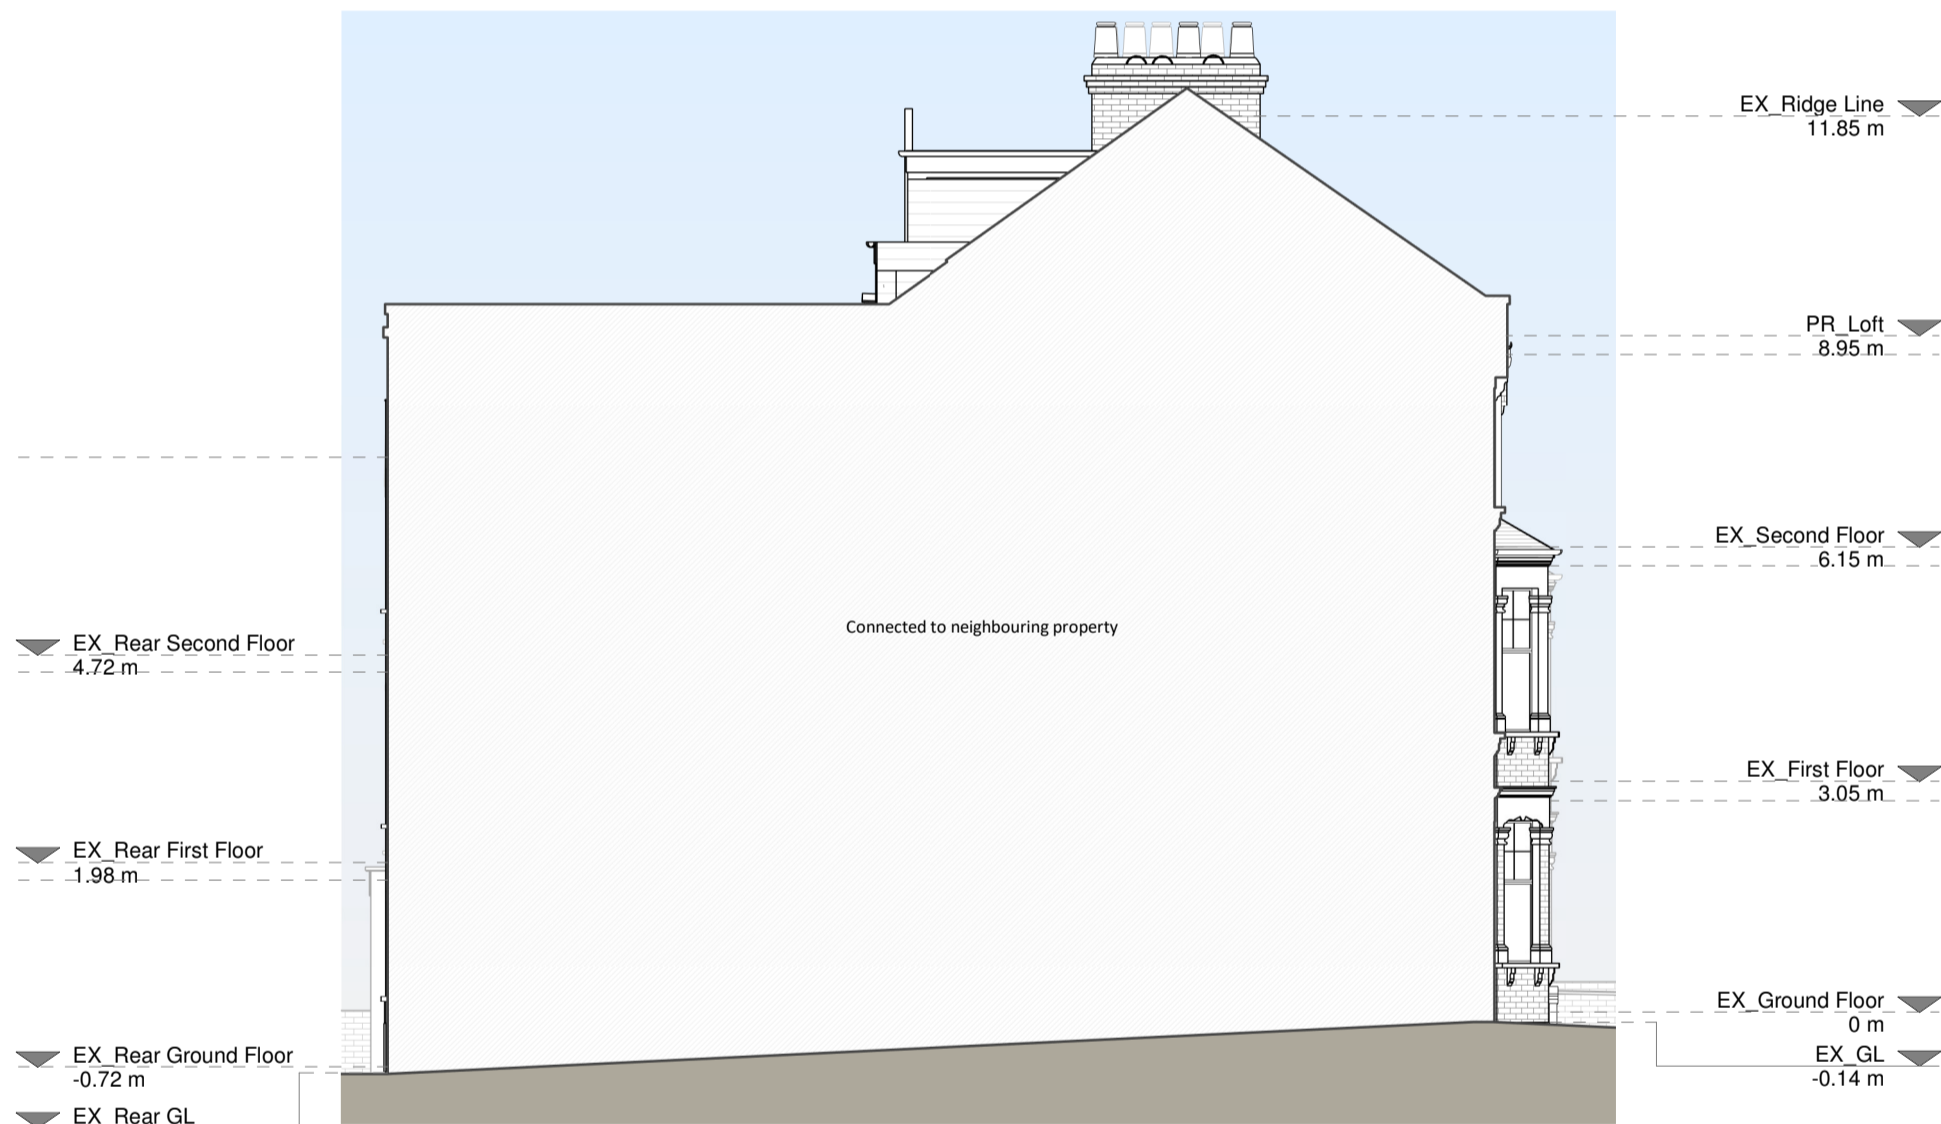 EX_Ridge Line
11.85 m
PR_Loft
8.95 m
EX_Second Floor
6.15 m
Connected to neighbouring property
EX_Rear Second Floor
4.72 m
EX_First Floor
3.05 m
EX_Rear First Floor
1.98 m
EX_Ground Floor
0 m
EX_Rear Ground Floor
-0.72 m
EX_GL
-0.14 m
EX_Rear GL